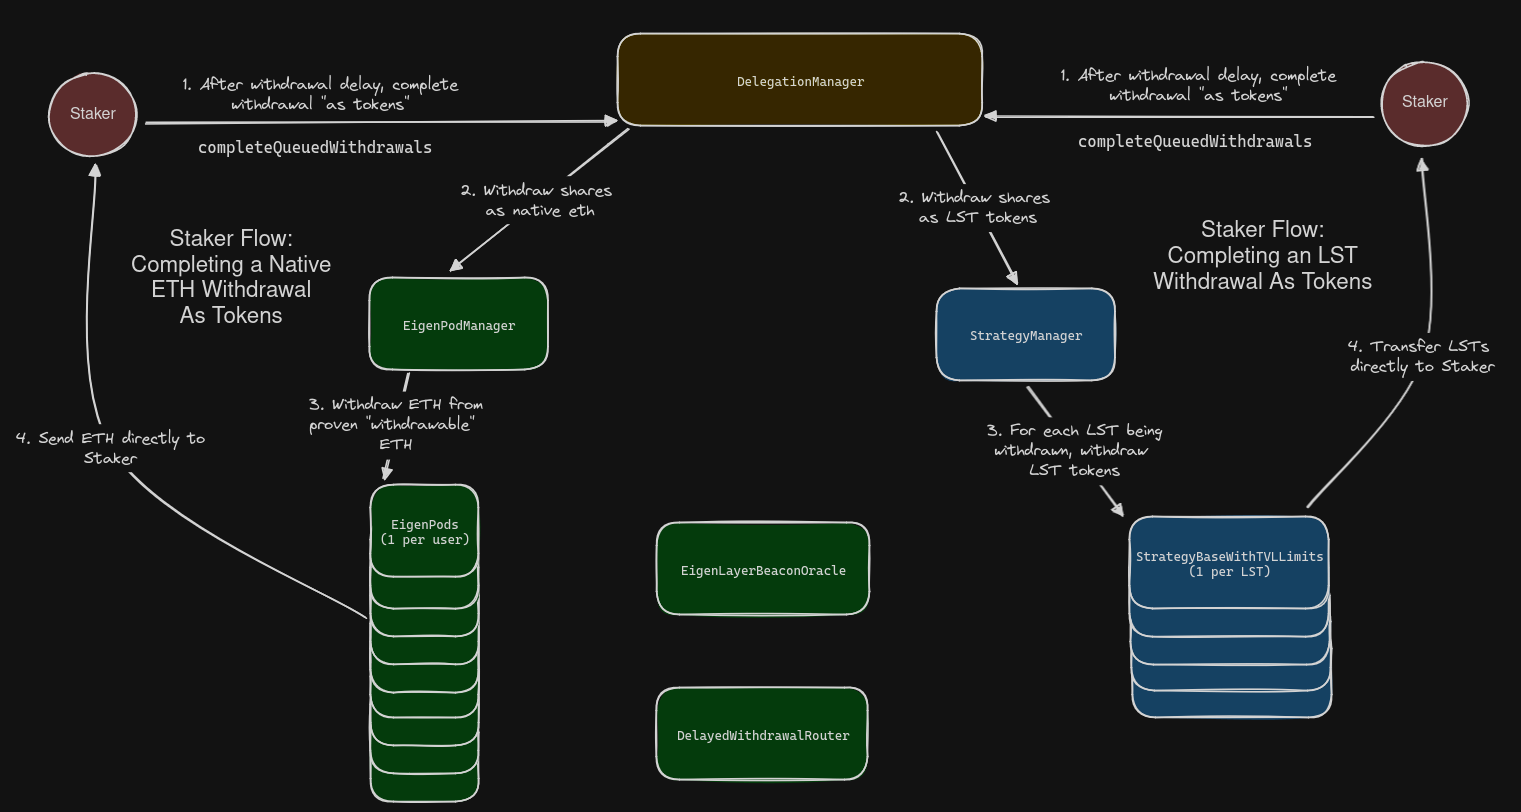 DelegationManager
Staker
1. After withdrawal delay, complete
withdrawal "as tokens"
completeQueuedWithdrawals
1. After withdrawal delay, complete
withdrawal "as tokens"
completeQueuedWithdrawals
Staker
2. Withdraw shares
as native eth
2. Withdraw shares
as LST tokens
Staker Flow:
Completing a Native
ETH Withdrawal
As Tokens
Staker Flow:
Completing an LST
Withdrawal As Tokens
EigenPodManager
StrategyManager
3. Withdraw ETH from
proven "withdrawable"
ETH
4. Transfer LSTs
directly to Staker
4. Send ETH directly to
Staker
3. For each LST being
withdrawn, withdraw
LST tokens
EigenPods
(1 per user)
EigenLayerBeaconOracle
StrategyBaseWithTVLLimits
(1 per LST)
DelayedWithdrawalRouter